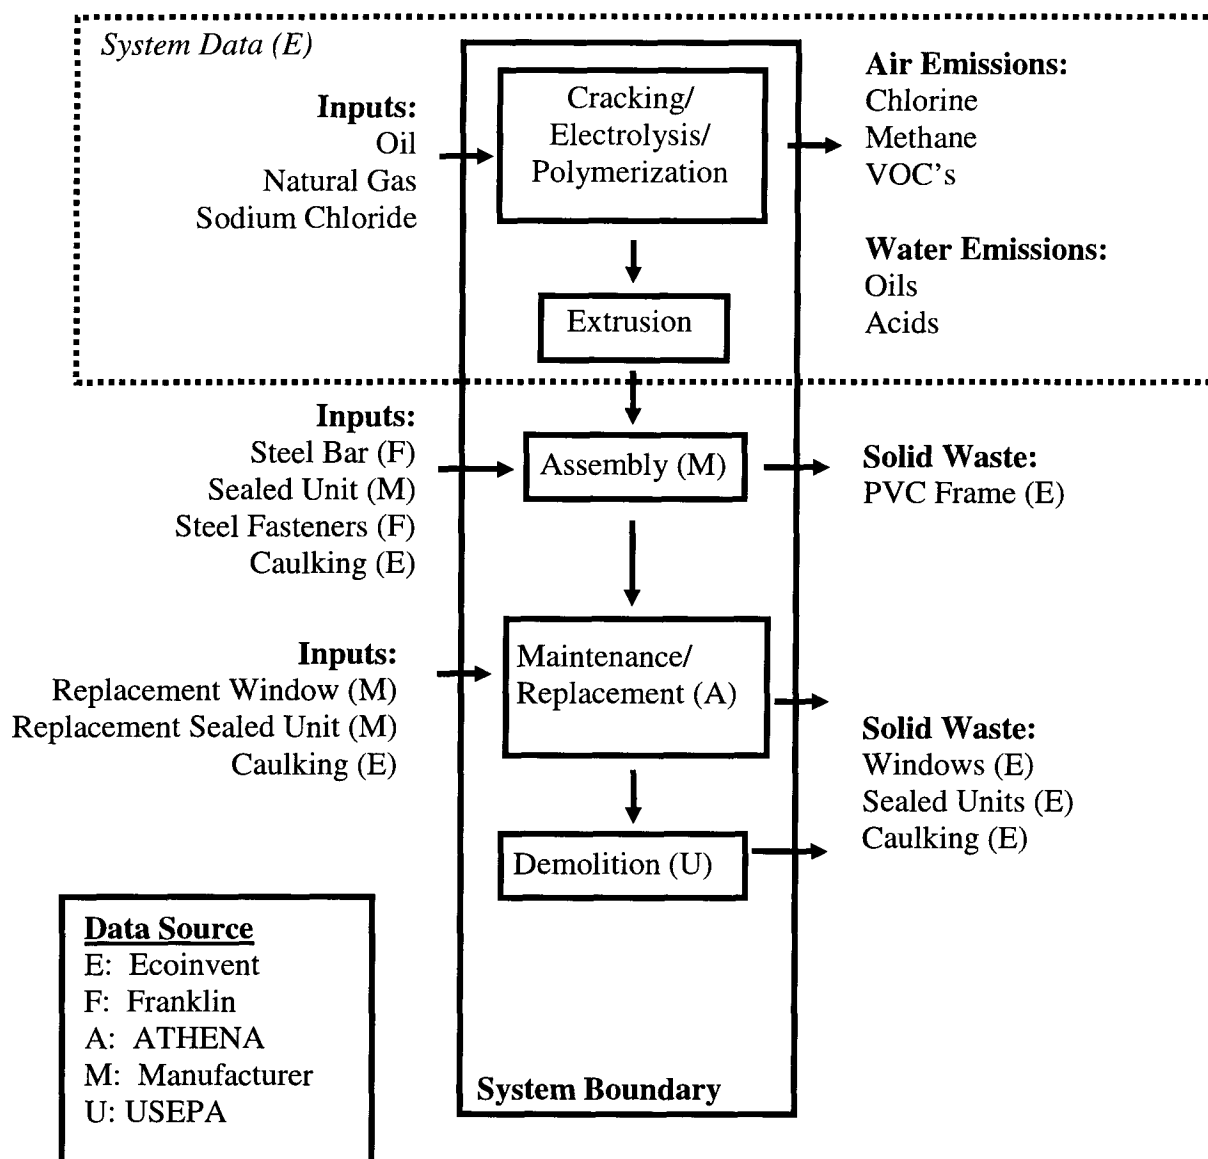 System Data (E)
Inputs:
Oil
Natural Gas
Sodium Chloride
Cracking/
Electrolysis/
Polymerization
Air Emissions:
Chlorine
Methane
VOC's
Water Emissions:
Oils
Acids
Extrusion
Inputs:
Steel Bar (F)
Sealed Unit (M)
Steel Fasteners (F)
Caulking (E)
Assembly (M)
Solid Waste:
PVC Frame (E)
Inputs:
Replacement Window (M)
Replacement Sealed Unit (M)
Caulking (E)
Maintenance/
Replacement (A)
Solid Waste:
Windows (E)
Sealed Units (E)
Caulking (E)
Demolition (U)
Data Source
E: Ecoinvent
F: Franklin
A: ATHENA
M: Manufacturer
U: USEPA
System Boundary